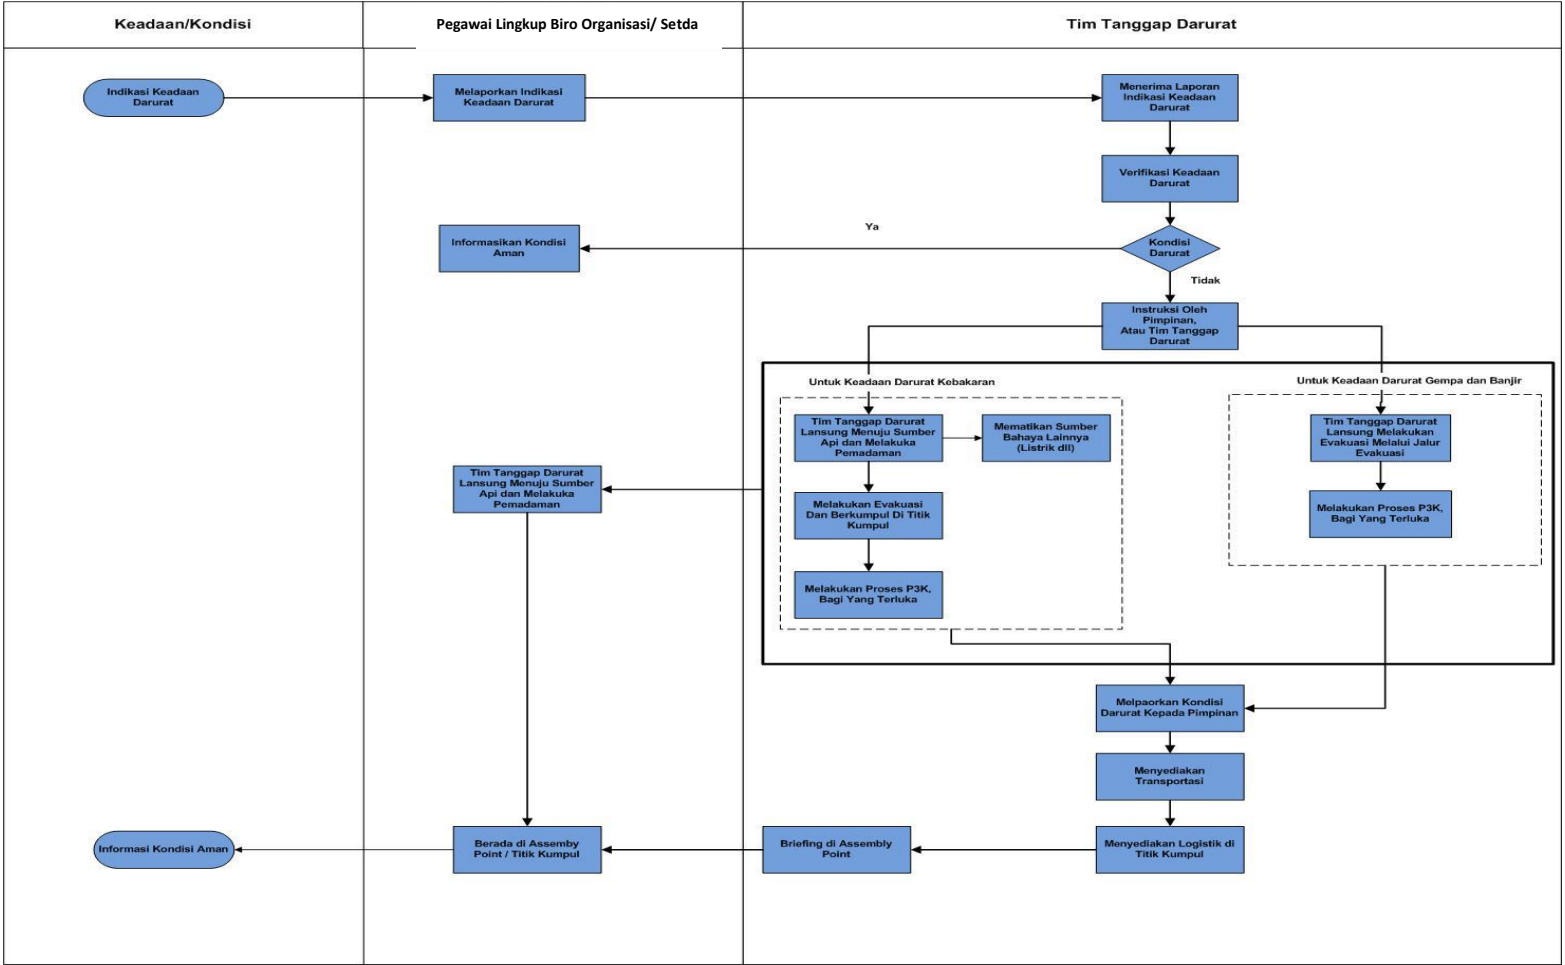 Keadaan/Kondisi
Pegawai Lingkup Biro Organisasi/ Setda
Tim Tanggap Darurat
Indikasi Keadaan
Darurat
Melaporkan Indikasi
Keadaan Darurat
Menerima Laporan
Indikasi Keadaan
Darurat
Verifikasi Keadaan
Darurat
Ya
Informasikan Kondisi
Aman
Kondisi
Darurat
Tidak
Instruksi Oleh
Pimpinan,
Atau Tim Tanggap
Darurat
Untuk Keadaan Darurat Kebakaran
Untuk Keadaan Darurat Gempa dan Banjir
Tim Tanggap Darurat
Lansung Menuju Sumber
Api dan Melakuka
Pemadaman
Mematikan Sumber
Bahaya Lainnya
(Listrik dll)
Tim Tanggap Darurat
Lansung Melakukan
Evakuasi Melalui Jalur
Evakuasi
Tim Tanggap Darurat
Lansung Menuju Sumber
Api dan Melakuka
Pemadaman
Melakukan Evakuasi
Dan Berkumpul Di Titik
Kumpul
Melakukan Proses P3K,
Bagi Yang Terluka
Melakukan Proses P3K,
Bagi Yang Terluka
Melpaorkan Kondisi
Darurat Kepada Pimpinan
Menyediakan
Transportasi
Informasi Kondisi Aman
Berada di Assemby
Point / Titik Kumpul
Briefing di Assembly
Point
Menyediakan Logistik di
Titik Kumpul